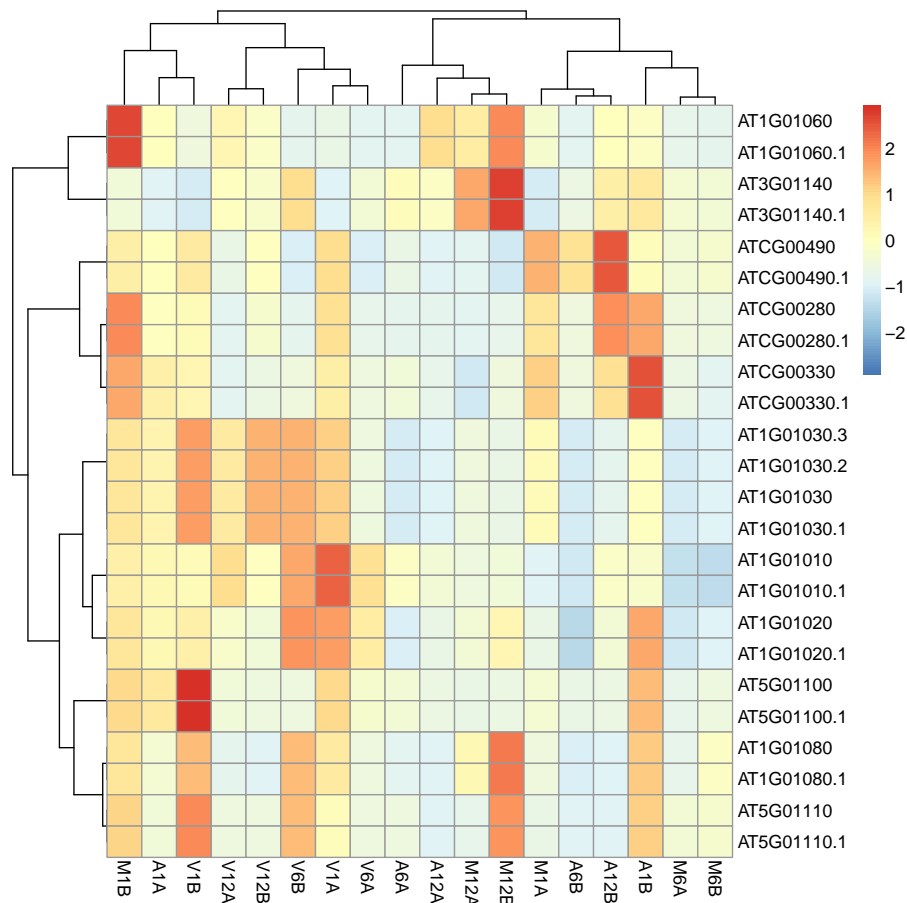 AT1G01060
AT1G01060.1
AT3G01140
AT3G01140.1
ATCG00490
ATCG00490.1
ATCG00280
ATCG00280.1
ATCG00330
ATCG00330.1
AT1G01030.3
AT1G01030.2
AT1G01030
AT1G01030.1
AT1G01010
AT1G01010.1
AT1G01020
AT1G01020.1
AT5G01100
AT5G01100.1
AT1G01080
AT1G01080.1
AT5G01110
AT5G01110.1
2
1
0
−1
−2
M1B
A1A
V1B
V12A
V12B
V6B
V1A
V6A
A6A
A12A
M12A
M12B
M1A
A6B
A12B
A1B
M6A
M6B